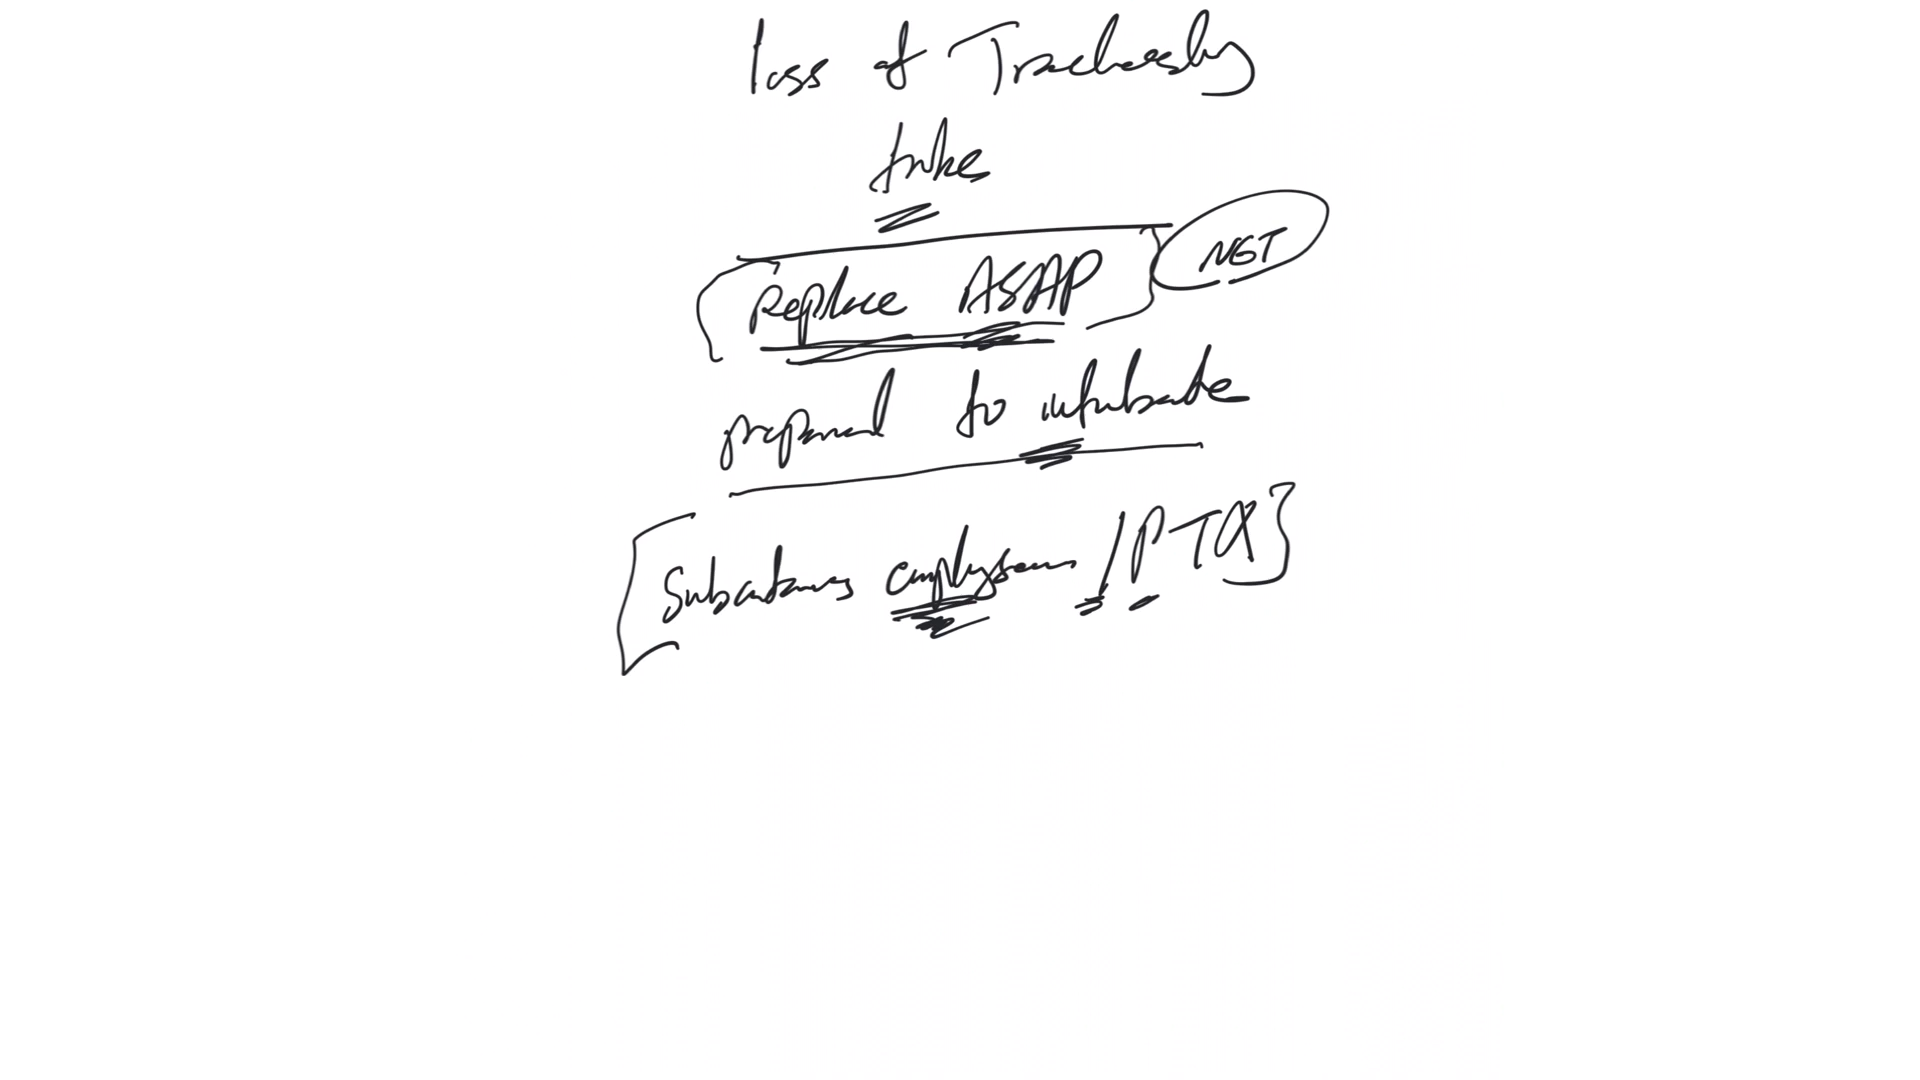 loss of Tracheostomy
tube
Replace ASAP NGT
prepared to intubate
Subcutaneous emphysema / PTX